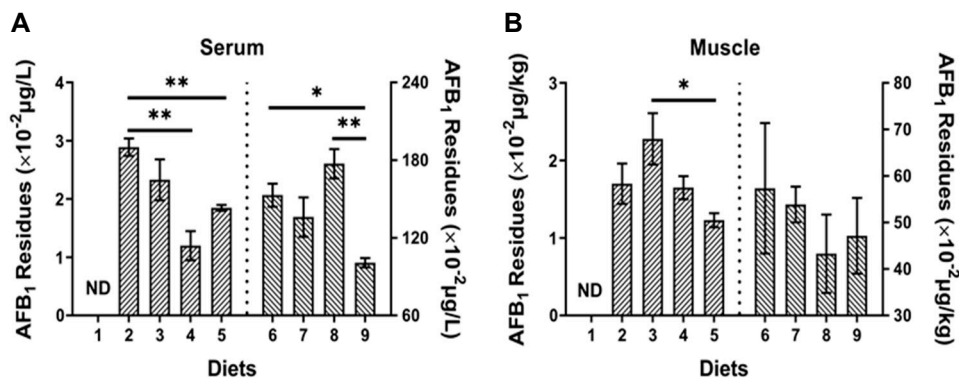 A
Serum
AFB₁ Residues (×10⁻²μg/L)
4
3
2
1
0
**
**
*
**
ND
240
180
120
60
AFB₁ Residues (×10⁻²μg/L)
1 2 3 4 5 6 7 8 9
Diets
B
Muscle
AFB₁ Residues (×10⁻²μg/kg)
3
2
1
0
*
ND
80
70
60
50
40
30
AFB₁ Residues (×10⁻²μg/kg)
1 2 3 4 5 6 7 8 9
Diets